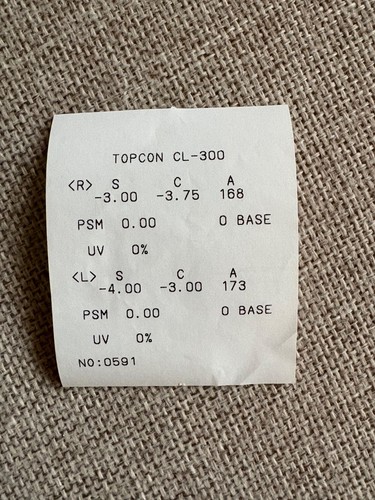 TOPCON CL-300
<R> S C A
-3.00 -3.75 168
PSM 0.00 0 BASE
UV 0%
<L> S C A
-4.00 -3.00 173
PSM 0.00 0 BASE
UV 0%
NO:0591